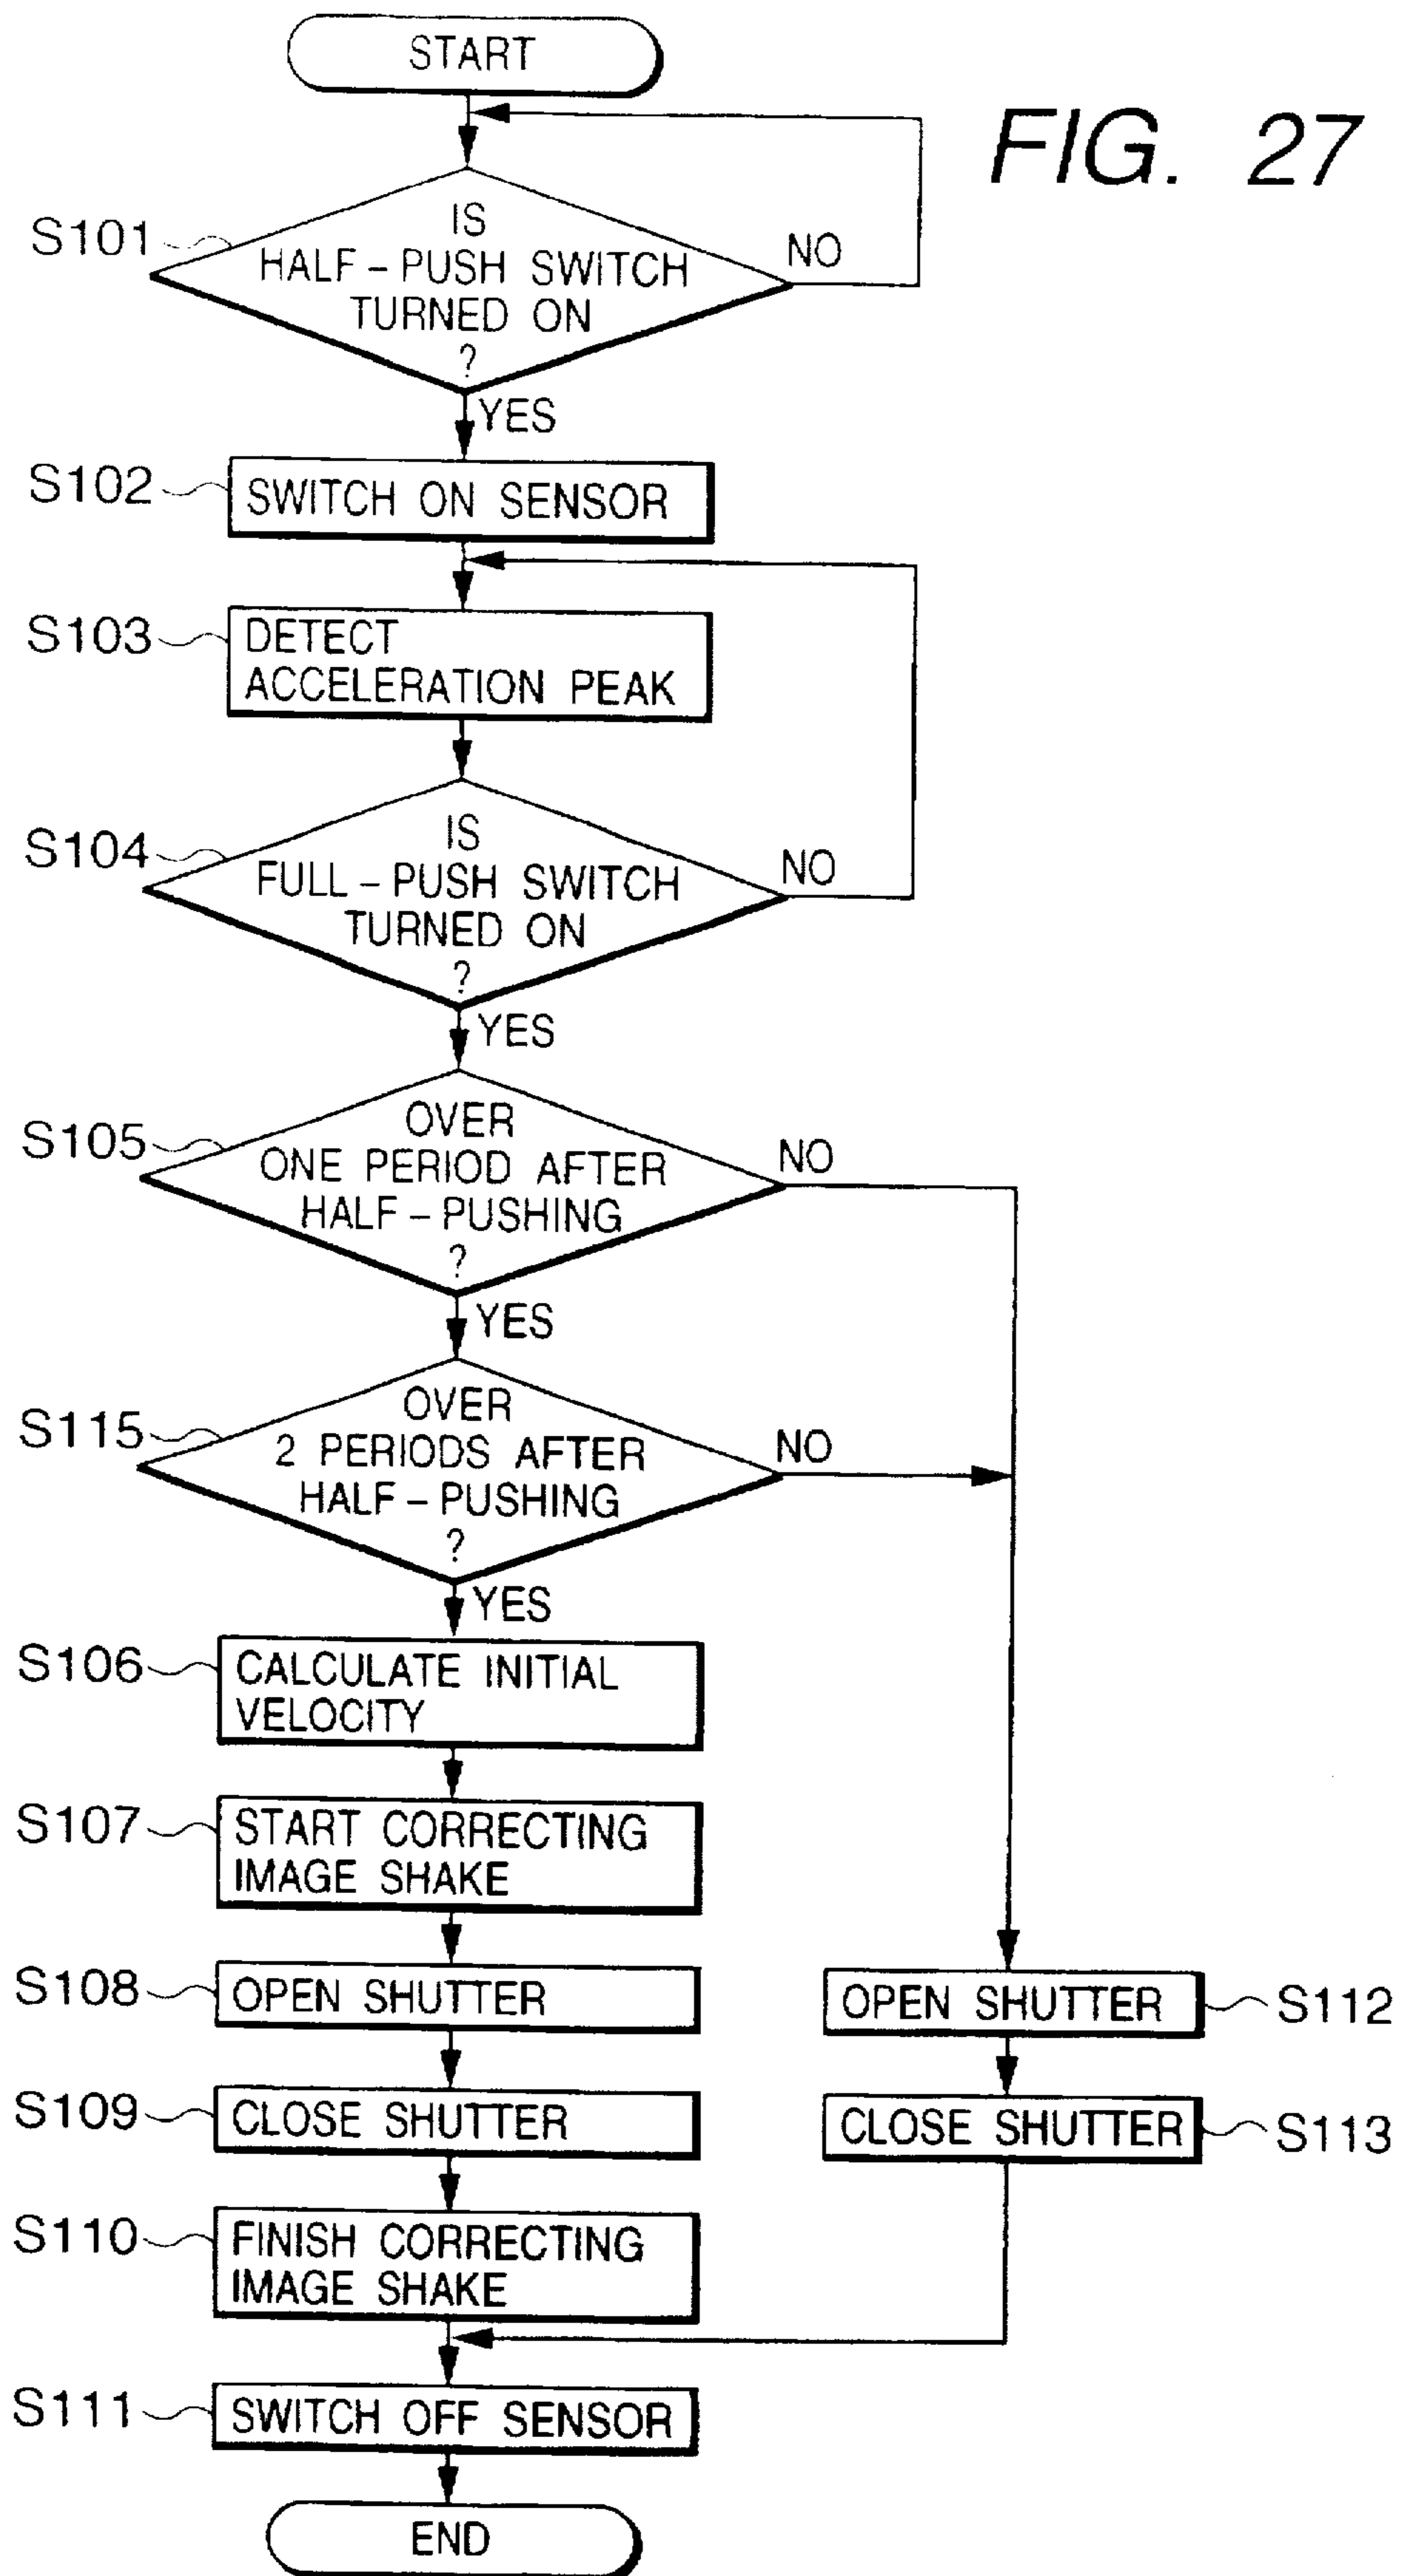 START
FIG. 27
S101
IS
HALF-PUSH SWITCH
TURNED ON
?
NO
YES
S102
SWITCH ON SENSOR
S103
DETECT
ACCELERATION PEAK
S104
IS
FULL-PUSH SWITCH
TURNED ON
?
NO
YES
S105
OVER
ONE PERIOD AFTER
HALF-PUSHING
?
NO
YES
S115
OVER
2 PERIODS AFTER
HALF-PUSHING
?
NO
YES
S106
CALCULATE INITIAL
VELOCITY
S107
START CORRECTING
IMAGE SHAKE
S108
OPEN SHUTTER
OPEN SHUTTER
S112
S109
CLOSE SHUTTER
CLOSE SHUTTER
S113
S110
FINISH CORRECTING
IMAGE SHAKE
S111
SWITCH OFF SENSOR
END